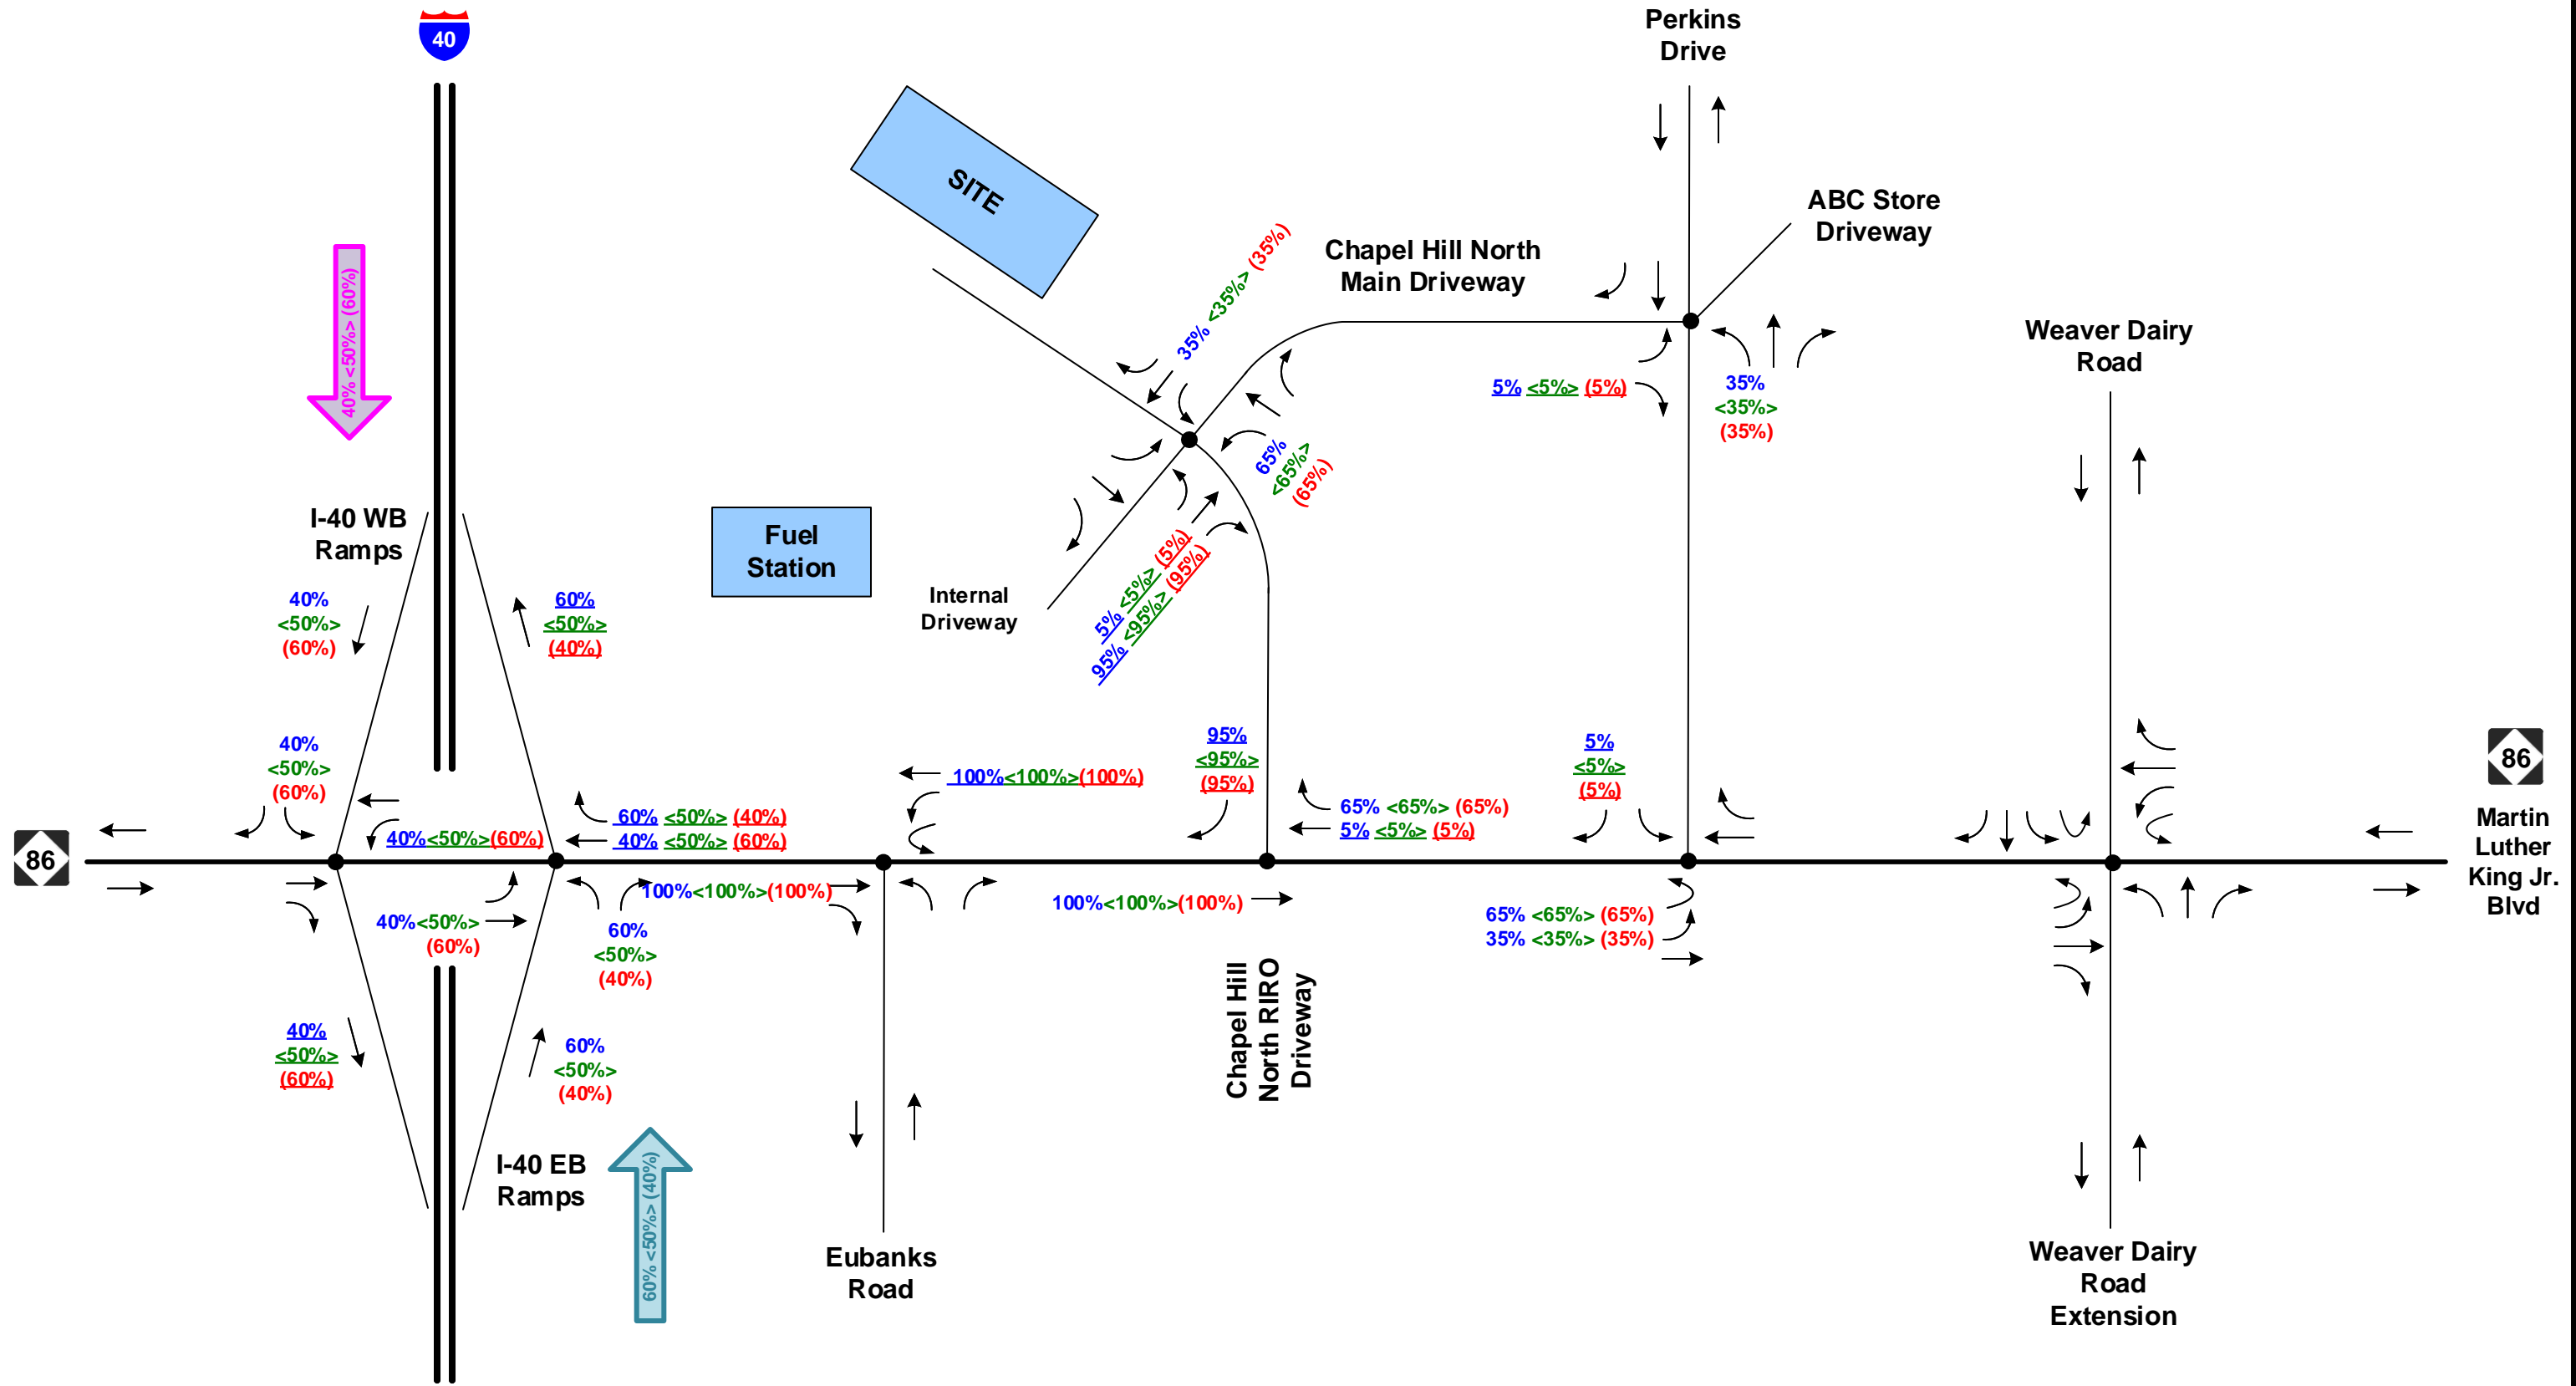 40
Perkins
Drive
SITE
ABC Store
Driveway
Chapel Hill North
Main Driveway
35% <35%> (35%)
40% <50%> (60%)
Weaver Dairy
Road
5% <5%> (5%)
35%
<35%>
(35%)
65%
<65%>
(65%)
I-40 WB
Ramps
Fuel
Station
Internal
Driveway
5% <5%> (5%)
95% <95%> (95%)
40%
<50%>
(60%)
60%
<50%>
(40%)
40%
<50%>
(60%)
100%<100%>(100%)
95%
<95%>
(95%)
5%
<5%>
(5%)
60% <50%> (40%)
40% <50%> (60%)
40%<50%>(60%)
65% <65%> (65%)
5% <5%> (5%)
86
Martin
Luther
King Jr.
Blvd
86
40%<50%>
(60%)
100%<100%>(100%)
60%
<50%>
(40%)
100%<100%>(100%)
65% <65%> (65%)
35% <35%> (35%)
Chapel Hill
North RIRO
Driveway
40%
<50%>
(60%)
60%
<50%>
(40%)
I-40 EB
Ramps
60% <50%> (40%)
Eubanks
Road
Weaver Dairy
Road
Extension